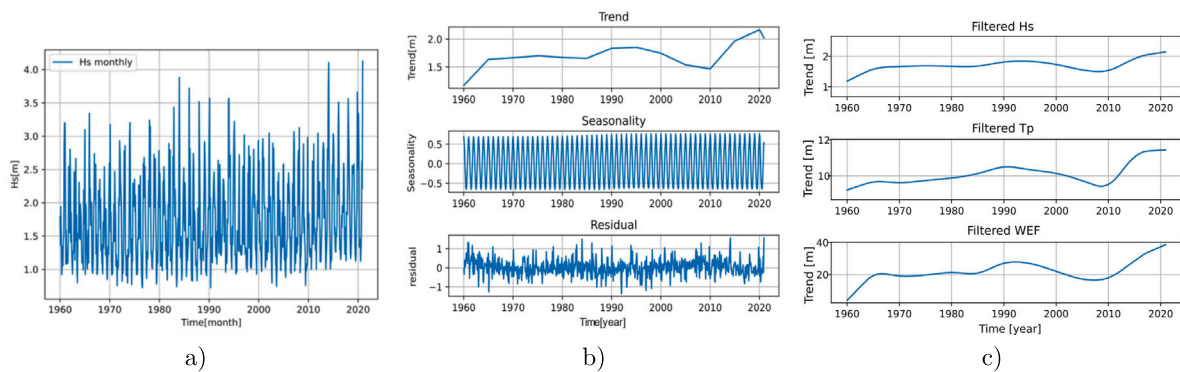 Hs monthly
4.0
3.5
3.0
2.5
2.0
1.5
1.0
Hs[m]
1960 1970 1980 1990 2000 2010 2020
Time[month]
a)
Trend
2.0
1.5
Trend[m]
1960 1970 1980 1990 2000 2010 2020
Seasonality
0.5
0.0
−0.5
Seasonality
1960 1970 1980 1990 2000 2010 2020
Residual
1
0
−1
residual
1960 1970 1980 1990 2000 2010 2020
Time[year]
b)
Filtered Hs
2
1
Trend [m]
1960 1970 1980 1990 2000 2010 2020
Filtered Tp
12
10
Trend [m]
1960 1970 1980 1990 2000 2010 2020
Filtered WEF
40
20
Trend [m]
1960 1970 1980 1990 2000 2010 2020
Time [year]
c)